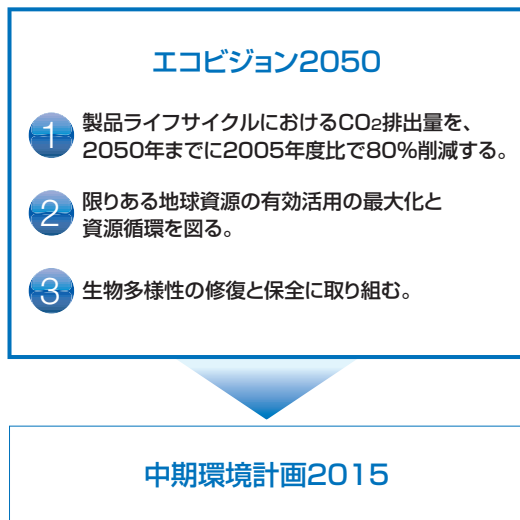 エコビジョン2050
1 製品ライフサイクルにおけるCO₂排出量を、
2050年までに2005年度比で80%削減する。
2 限りある地球資源の有効活用の最大化と
資源循環を図る。
3 生物多様性の修復と保全に取り組む。
中期環境計画2015